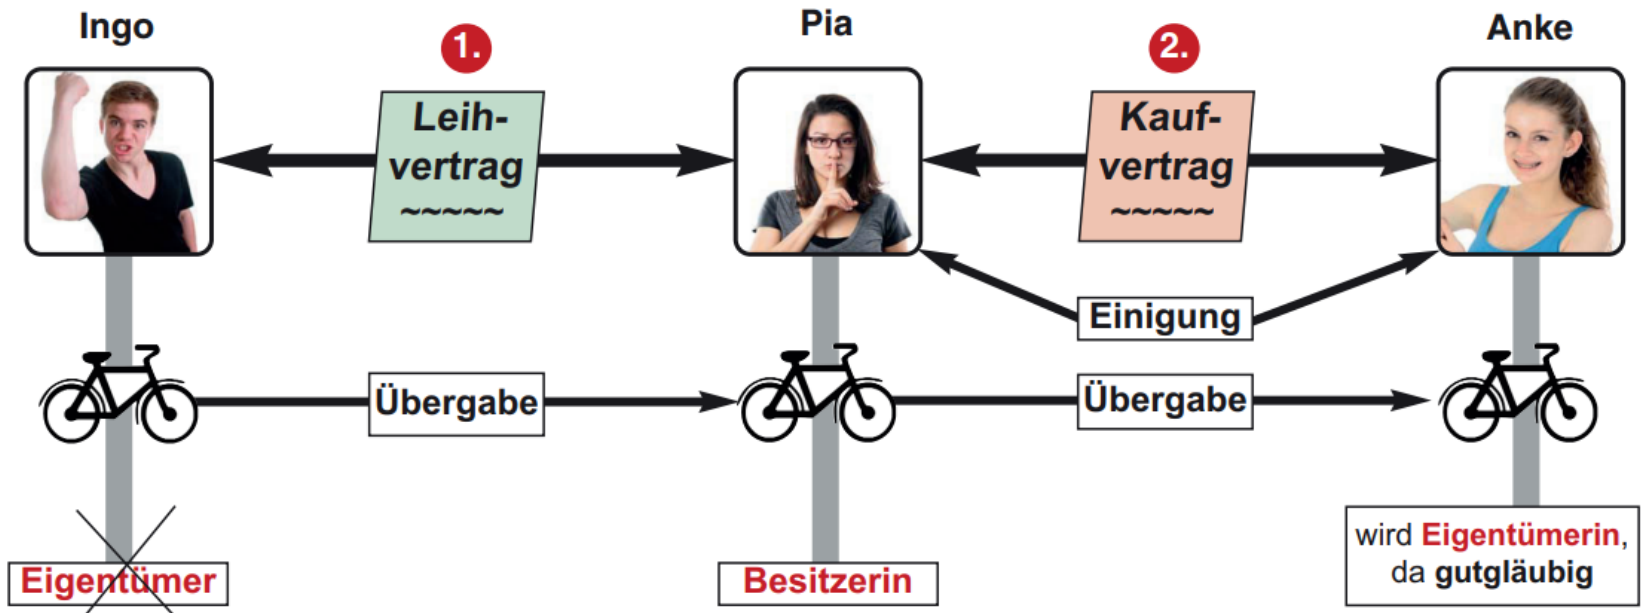 Ingo
1.
Pia
2.
Anke
Leih-
vertrag
~~~~~
Kauf-
vertrag
~~~~~
Einigung
Übergabe
Übergabe
Eigentümer
Besitzerin
wird Eigentümerin,
da gutgläubig